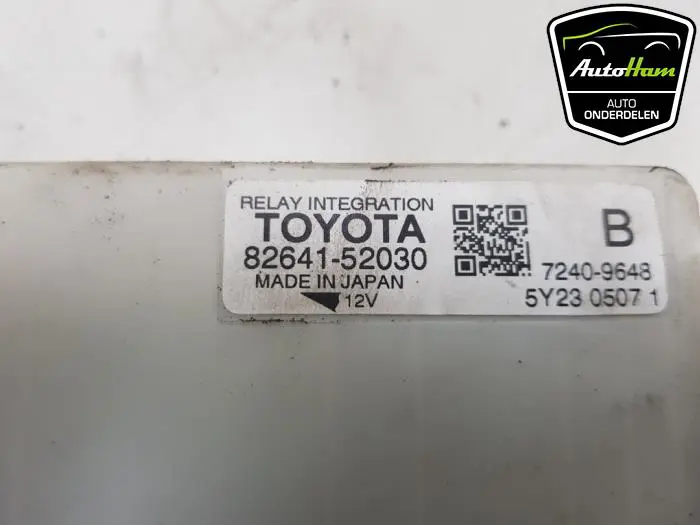 AutoHam
AUTO
ONDERDELEN
RELAY INTEGRATION
TOYOTA
82641-52030
MADE IN JAPAN
12V
B
7240-9648
5Y23 0507 1